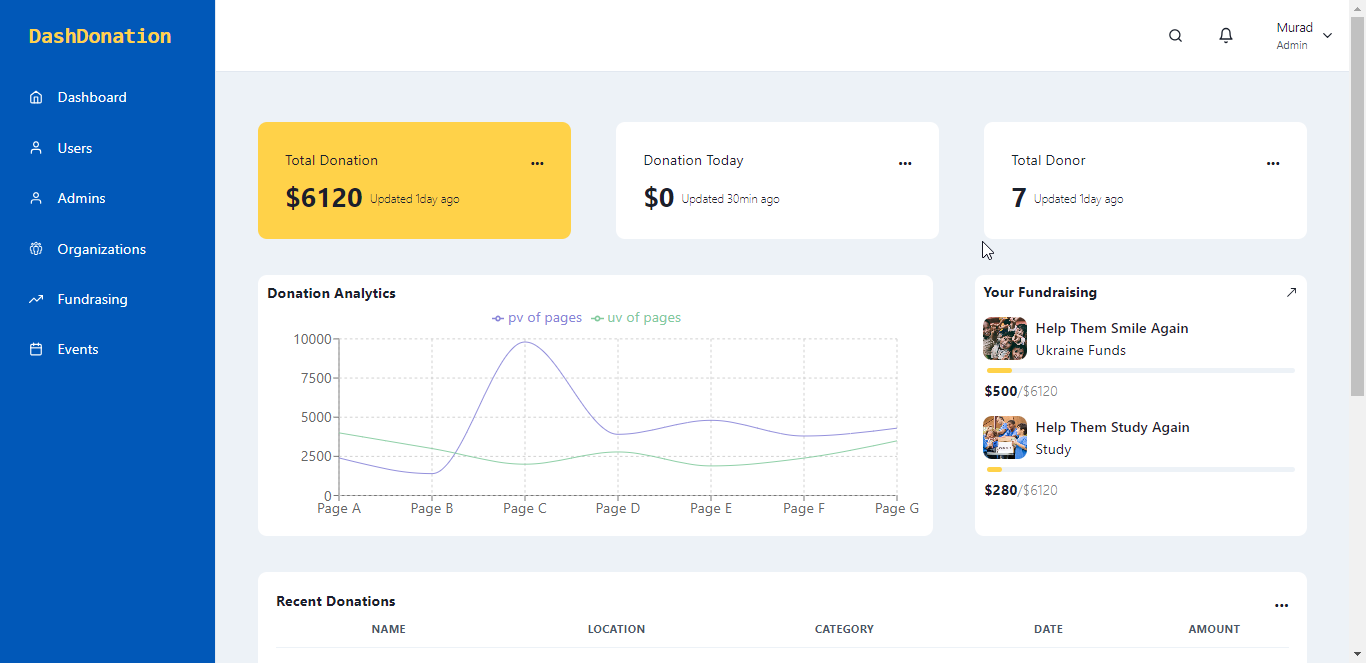 DashDonation
Murad
Admin
Dashboard
Users
Admins
Organizations
Fundrasing
Events
Total Donation
$6120 Updated 1day ago
Donation Today
$0 Updated 30min ago
Total Donor
7 Updated 1day ago
Donation Analytics
pv of pages uv of pages
10000
7500
5000
2500
0
Page A Page B Page C Page D Page E Page F Page G
Your Fundraising
Help Them Smile Again
Ukraine Funds
$500/$6120
Help Them Study Again
Study
$280/$6120
Recent Donations
NAME LOCATION CATEGORY DATE AMOUNT